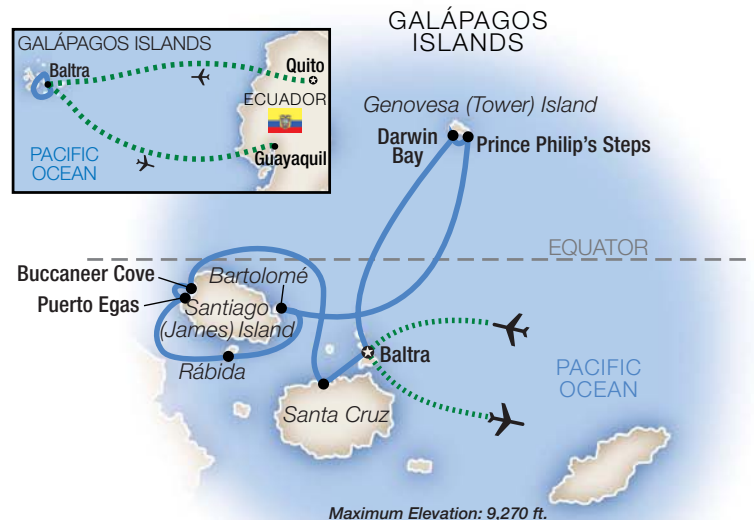 GALÁPAGOS ISLANDS
Baltra
Quito
ECUADOR
Guayaquil
PACIFIC
OCEAN
GALÁPAGOS
ISLANDS
Genovesa (Tower) Island
Darwin
Bay
Prince Philip's Steps
EQUATOR
Buccaneer Cove
Puerto Egas
Bartolomé
Santiago
(James) Island
Rábida
Baltra
PACIFIC
OCEAN
Santa Cruz
Maximum Elevation: 9,270 ft.